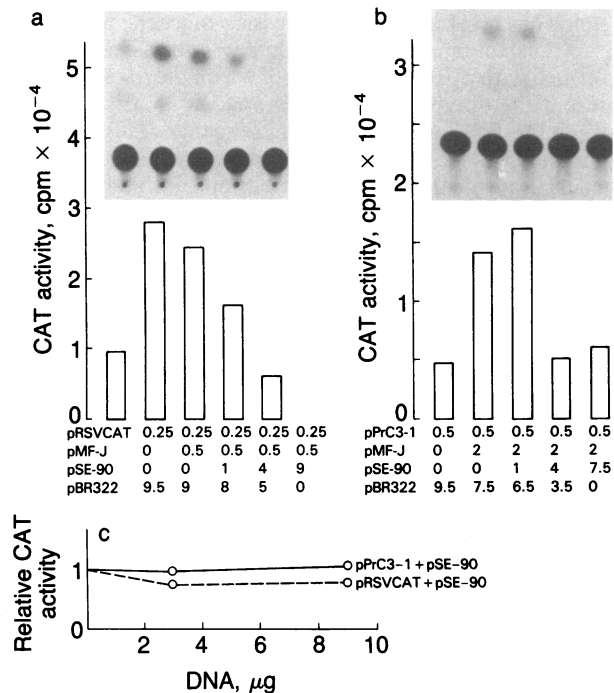 a
CAT activity, cpm × 10⁻⁴
5
4
3
2
1
0
pRSVCAT 0.25 0.25 0.25 0.25 0.25
pMF-J 0 0.5 0.5 0.5 0.5
pSE-90 0 0 1 4 9
pBR322 9.5 9 8 5 0
b
CAT activity, cpm × 10⁻⁴
3
2
1
0
pPrC3-1 0.5 0.5 0.5 0.5 0.5
pMF-J 0 2 2 2 2
pSE-90 0 0 1 4 7.5
pBR322 9.5 7.5 6.5 3.5 0
c
Relative CAT
activity
1
0
pPrC3-1+pSE-90
pRSVCAT+pSE-90
2 4 6 8 10
DNA, μg